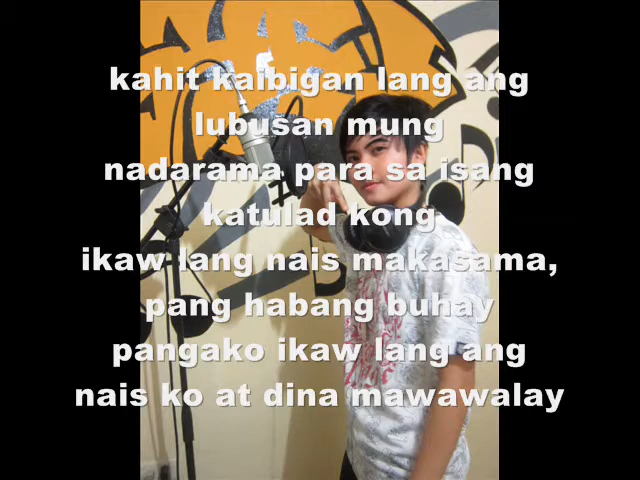 kahit kaibigan lang ang
lubusan mung
nadarama para sa isang
katulad kong
ikaw lang nais makasama,
pang habang buhay
pangako ikaw lang ang
nais ko at dina mawawalay